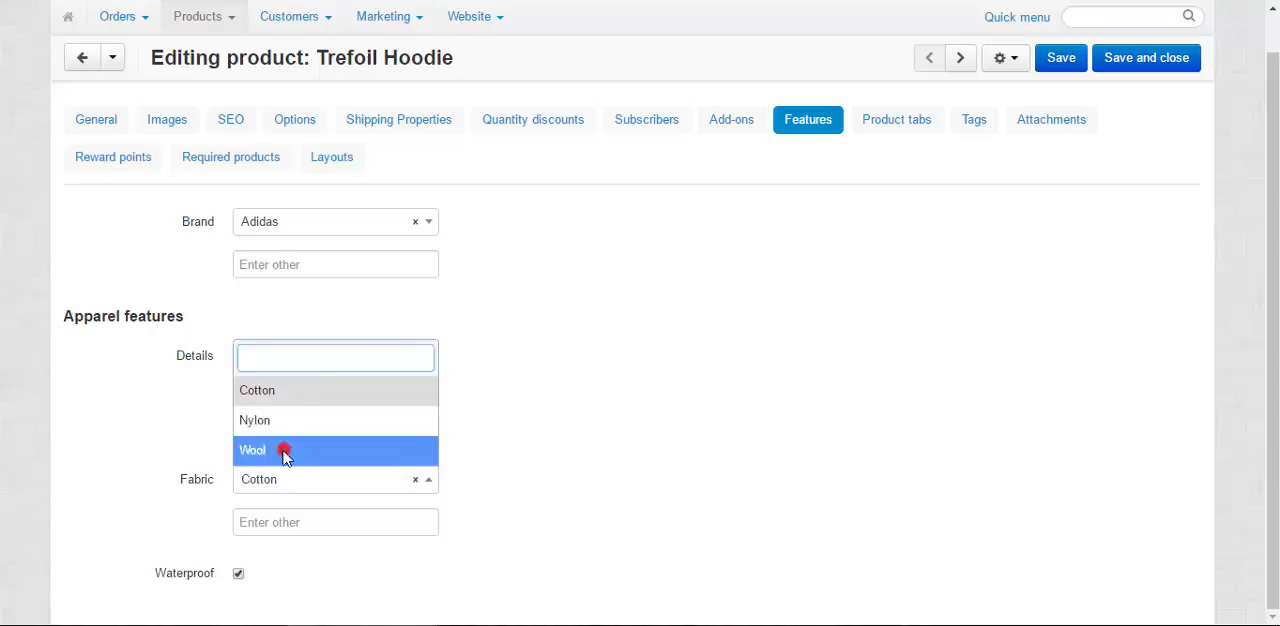 Orders Products Customers Marketing Website Quick menu
Editing product: Trefoil Hoodie Save Save and close
General Images SEO Options Shipping Properties Quantity discounts Subscribers Add-ons Features Product tabs Tags Attachments
Reward points Required products Layouts
Brand Adidas ×
Enter other
Apparel features
Details
Cotton
Nylon
Wool
Fabric Cotton ×
Enter other
Waterproof